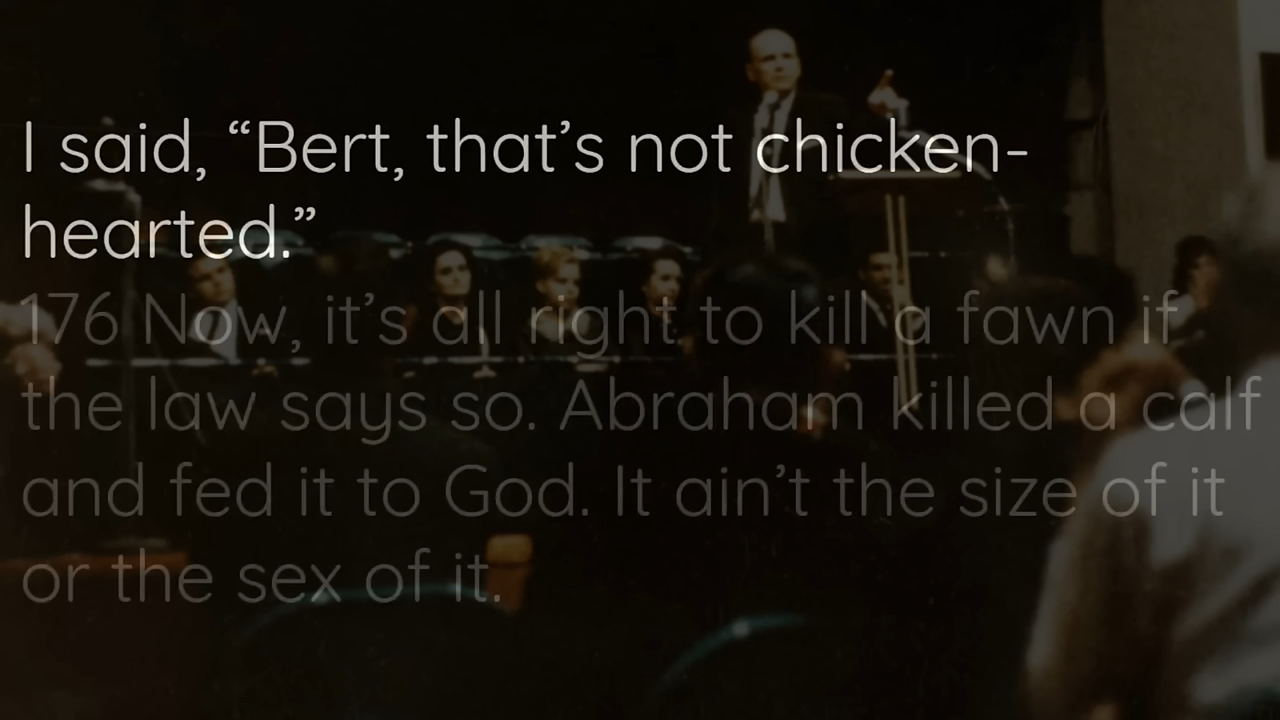 I said, “Bert, that’s not chicken-
hearted.”
176 Now, it’s all right to kill a fawn if
the law says so. Abraham killed a calf
and fed it to God. It ain’t the size of it
or the sex of it.